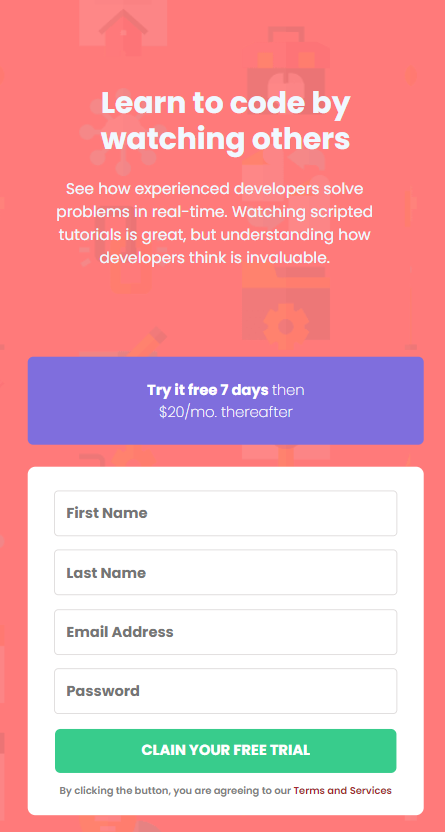 Learn to code by
watching others
See how experienced developers solve
problems in real-time. Watching scripted
tutorials is great, but understanding how
developers think is invaluable.
Try it free 7 days then
$20/mo. thereafter
First Name
Last Name
Email Address
Password
CLAIN YOUR FREE TRIAL
By clicking the button, you are agreeing to our Terms and Services